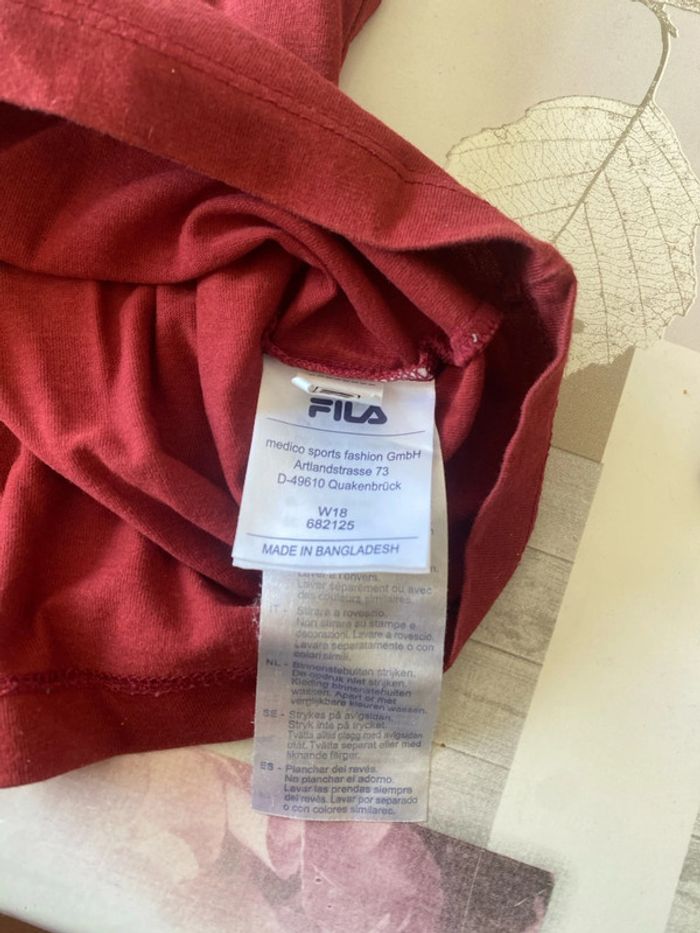 FILA
medico sports fashion GmbH
Artlandstrasse 73
D-49610 Quakenbrück
W18
682125
MADE IN BANGLADESH
Laver à l'envers.
Laver séparément ou avec
des couleurs similaires.
IT - Stirare a rovescio.
Non stirare su stampe e
decorazioni. Lavare a rovescio.
Lavare separatamente o con
colori simili.
NL - Binnenstebuiten strijken.
De opdruk niet strijken.
Kleding binnenstebuiten
wassen. Apart or met
vergelijkbare kleuren wassen.
SE - Strykes på avigsidan.
Stryk inte på trycket.
Tvätta alltid plagg med avigsidan
utåt. Tvätta separat eller med
liknande färger.
ES - Planchar del revés.
No planchar el adorno.
Lavar las prendas siempre
del revés. Lavar por separado
o con colores similares.